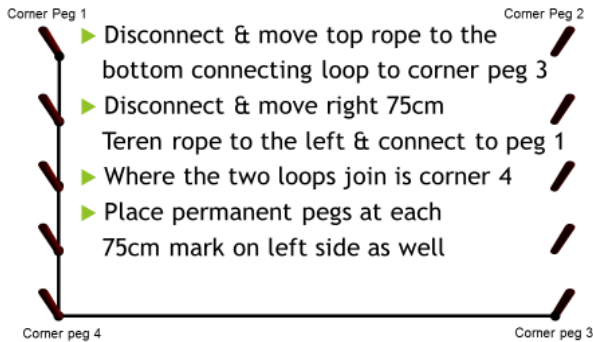 Corner Peg 1
Corner Peg 2
Disconnect & move top rope to the
bottom connecting loop to corner peg 3
Disconnect & move right 75cm
Teren rope to the left & connect to peg 1
Where the two loops join is corner 4
Place permanent pegs at each
75cm mark on left side as well
Corner peg 4
Corner peg 3